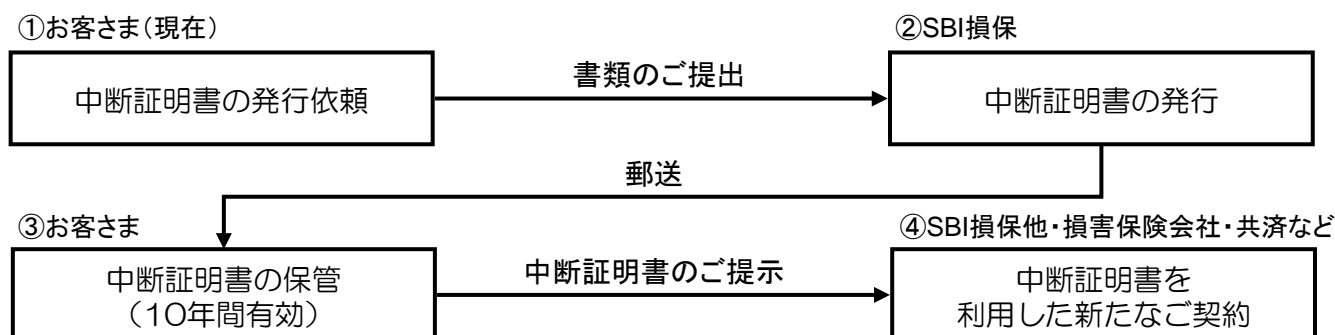 ①お客さま（現在）
②SBI損保
中断証明書の発行依頼
書類のご提出
中断証明書の発行
郵送
③お客さま
④SBI損保他・損害保険会社・共済など
中断証明書の保管
（10年間有効）
中断証明書のご提示
中断証明書を
利用した新たなご契約